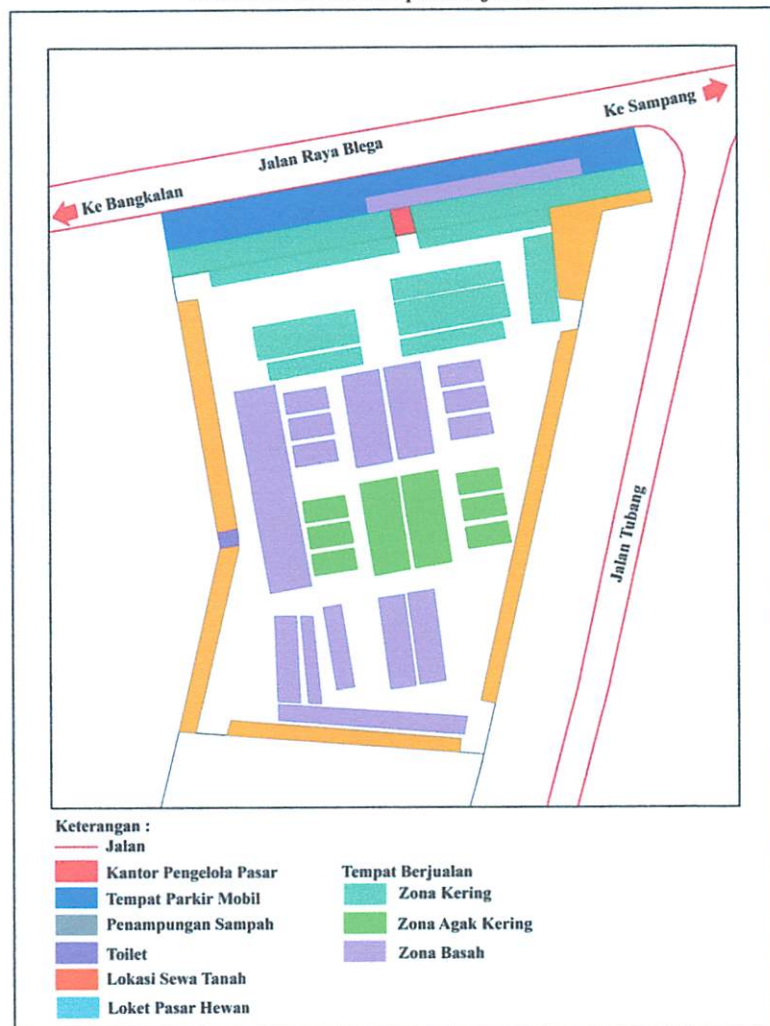 Ke Sampang
Jalan Raya Blega
Ke Bangkalan
Jalan Tubang
Keterangan :
Jalan
Kantor Pengelola Pasar
Tempat Parkir Mobil
Penampungan Sampah
Toilet
Lokasi Sewa Tanah
Loket Pasar Hewan
Tempat Berjualan
Zona Kering
Zona Agak Kering
Zona Basah